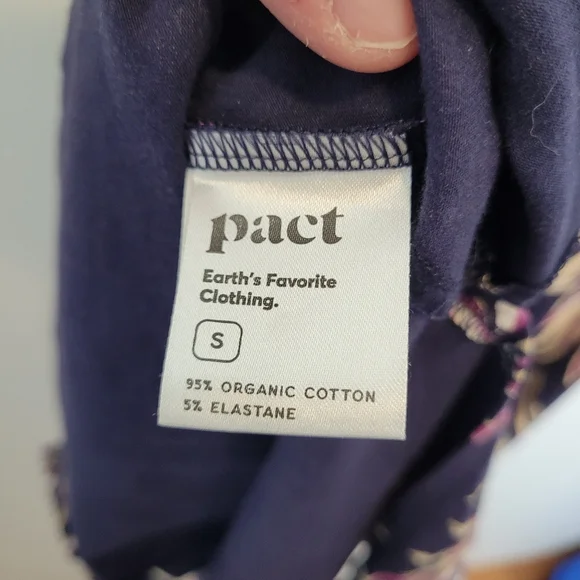 pact
Earth's Favorite
Clothing.
S
95% ORGANIC COTTON
5% ELASTANE